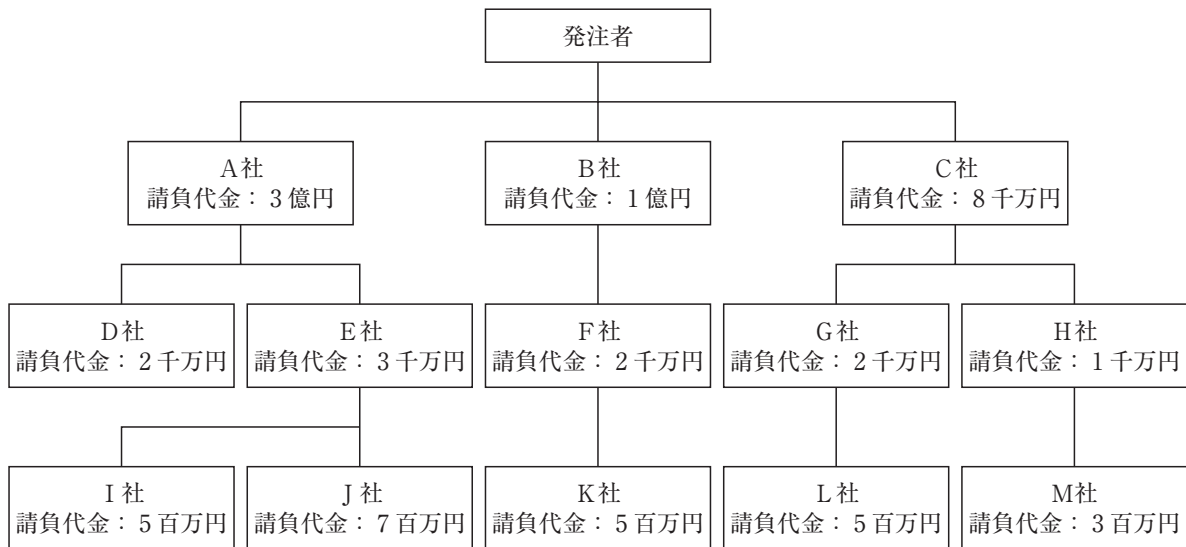 発注者
A社
請負代金：3億円
B社
請負代金：1億円
C社
請負代金：8千万円
D社
請負代金：2千万円
E社
請負代金：3千万円
F社
請負代金：2千万円
G社
請負代金：2千万円
H社
請負代金：1千万円
I社
請負代金：5百万円
J社
請負代金：7百万円
K社
請負代金：5百万円
L社
請負代金：5百万円
M社
請負代金：3百万円